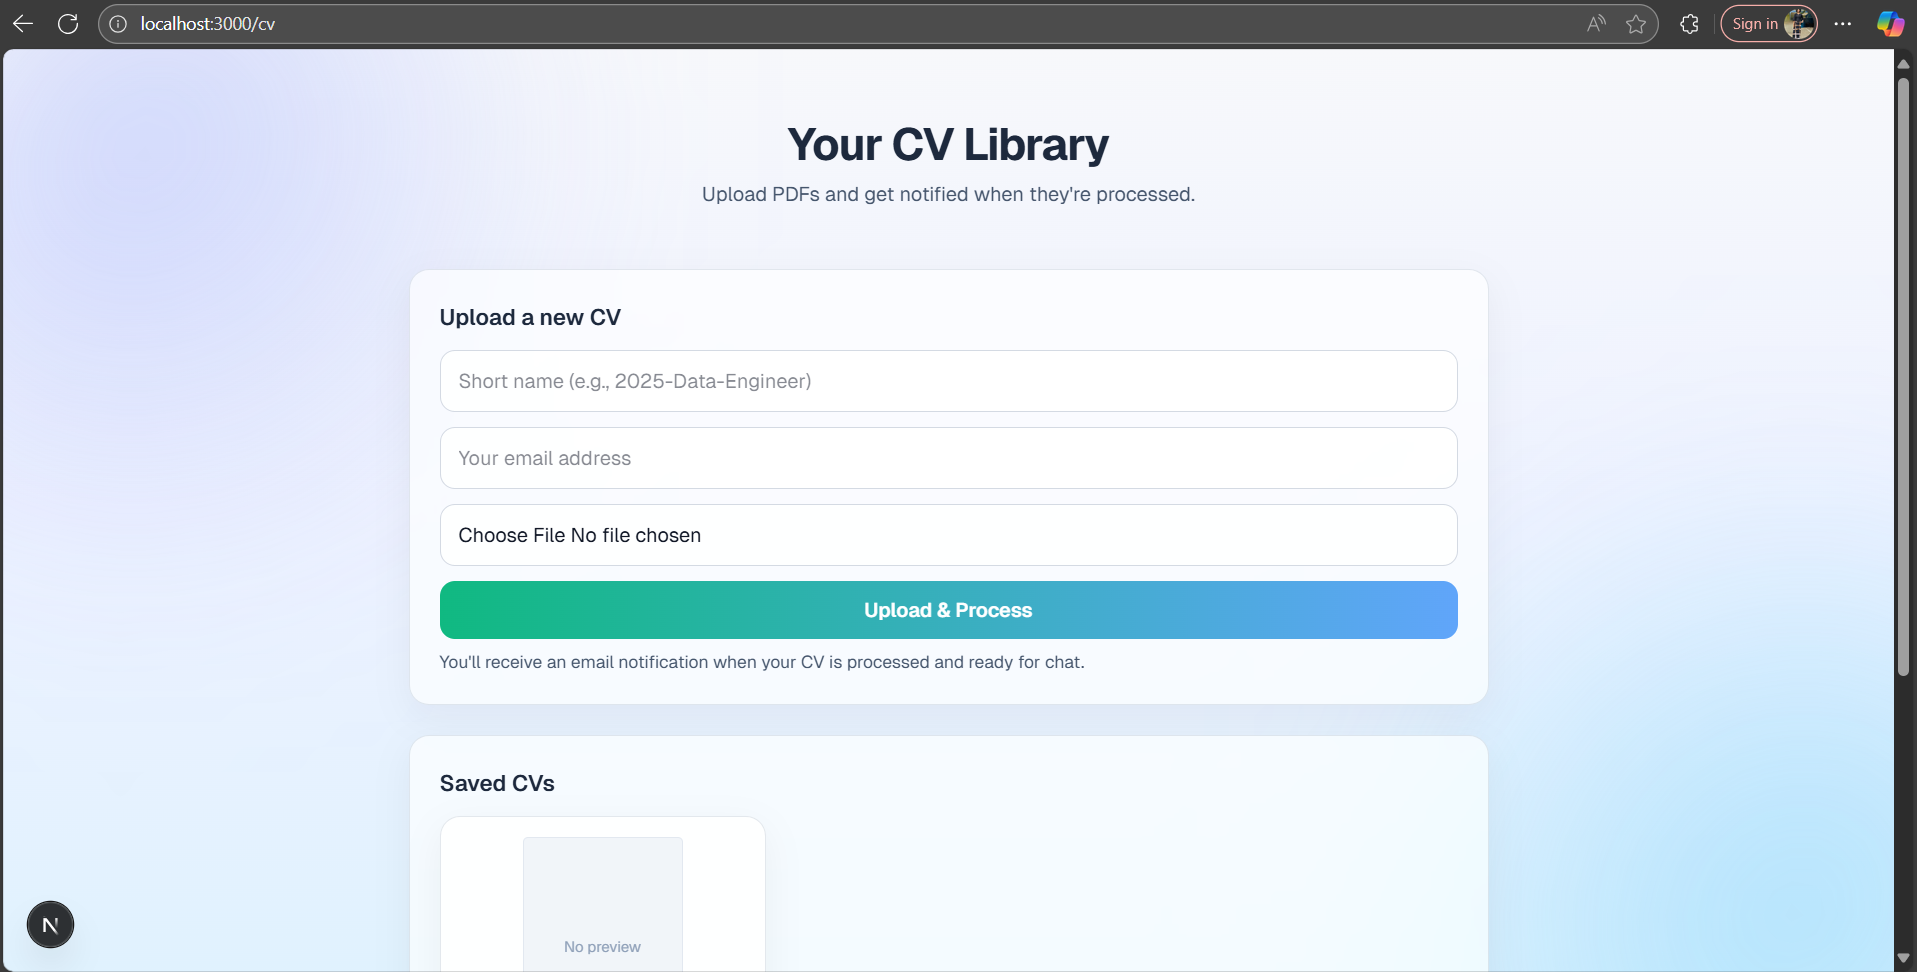 localhost:3000/cv
Sign in
Your CV Library
Upload PDFs and get notified when they're processed.
Upload a new CV
Short name (e.g., 2025-Data-Engineer)
Your email address
Choose File No file chosen
Upload & Process
You'll receive an email notification when your CV is processed and ready for chat.
Saved CVs
No preview
N